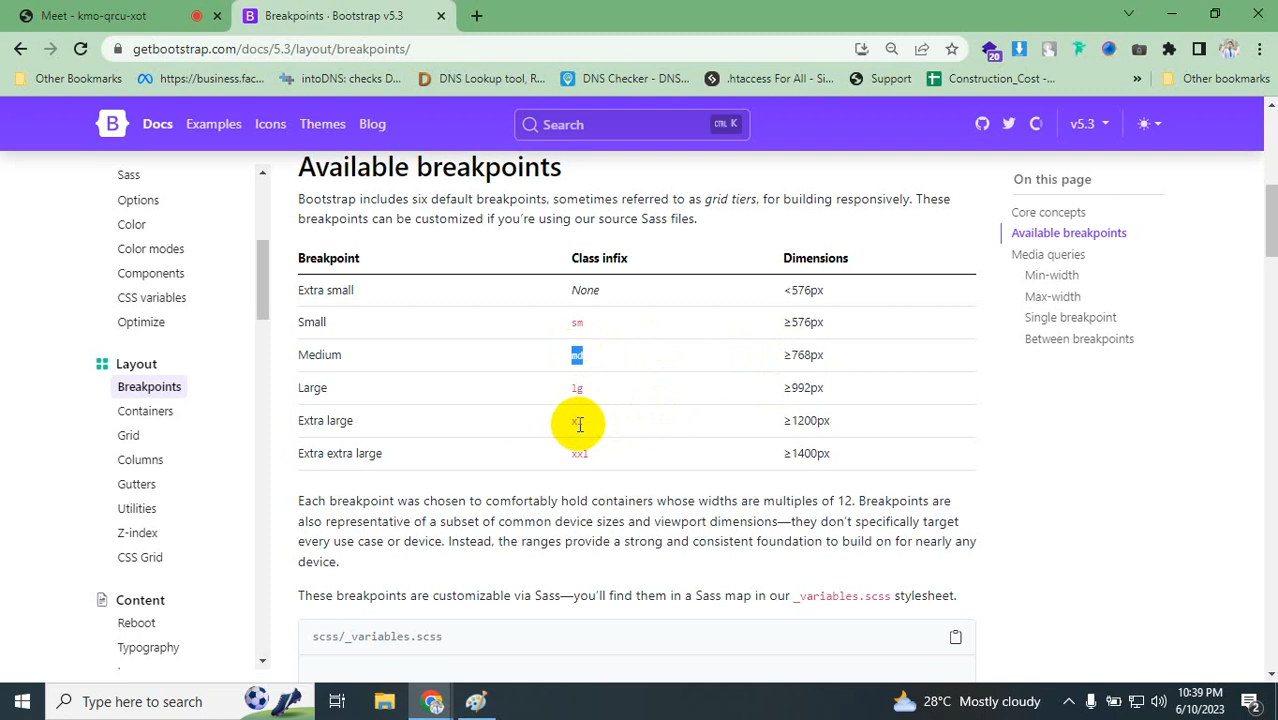 Meet - kmo-qrcu-xot
Breakpoints · Bootstrap v5.3
getbootstrap.com/docs/5.3/layout/breakpoints/
20
Other Bookmarks
https://business.fac...
intoDNS: checks D...
DNS Lookup tool, R...
DNS Checker - DNS...
.htaccess For All - Si...
Support
Construction_Cost -...
»
Other bookmarks
B
Docs
Examples
Icons
Themes
Blog
Search
CTRL K
v5.3
Sass
Options
Color
Color modes
Components
CSS variables
Optimize
Layout
Breakpoints
Containers
Grid
Columns
Gutters
Utilities
Z-index
CSS Grid
Content
Reboot
Typography
Available breakpoints
Bootstrap includes six default breakpoints, sometimes referred to as grid tiers, for building responsively. These
breakpoints can be customized if you’re using our source Sass files.
Breakpoint Class infix Dimensions
Extra small None <576px
Small sm ≥576px
Medium md ≥768px
Large lg ≥992px
Extra large ≥1200px
Extra extra large xxl ≥1400px
Each breakpoint was chosen to comfortably hold containers whose widths are multiples of 12. Breakpoints are
also representative of a subset of common device sizes and viewport dimensions—they don’t specifically target
every use case or device. Instead, the ranges provide a strong and consistent foundation to build on for nearly any
device.
These breakpoints are customizable via Sass—you’ll find them in a Sass map in our _variables.scss stylesheet.
scss/_variables.scss
On this page
Core concepts
Available breakpoints
Media queries
Min-width
Max-width
Single breakpoint
Between breakpoints
Type here to search
28°C Mostly cloudy
10:39 PM
6/10/2023
2